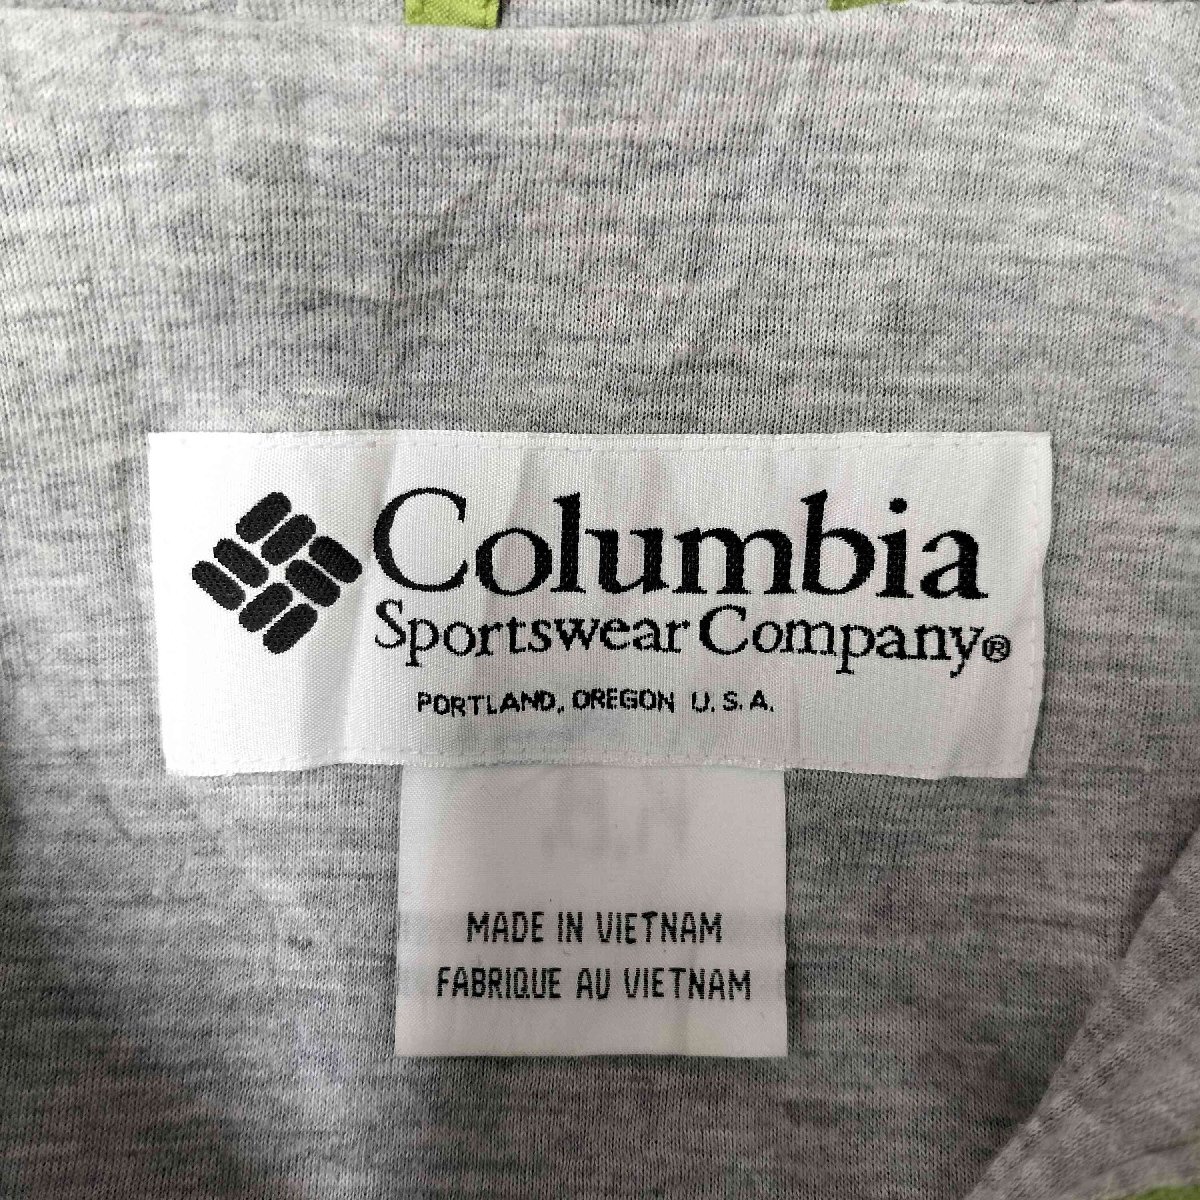 Columbia
Sportswear Company®
PORTLAND, OREGON U.S.A.
MADE IN VIETNAM
FABRIQUE AU VIETNAM